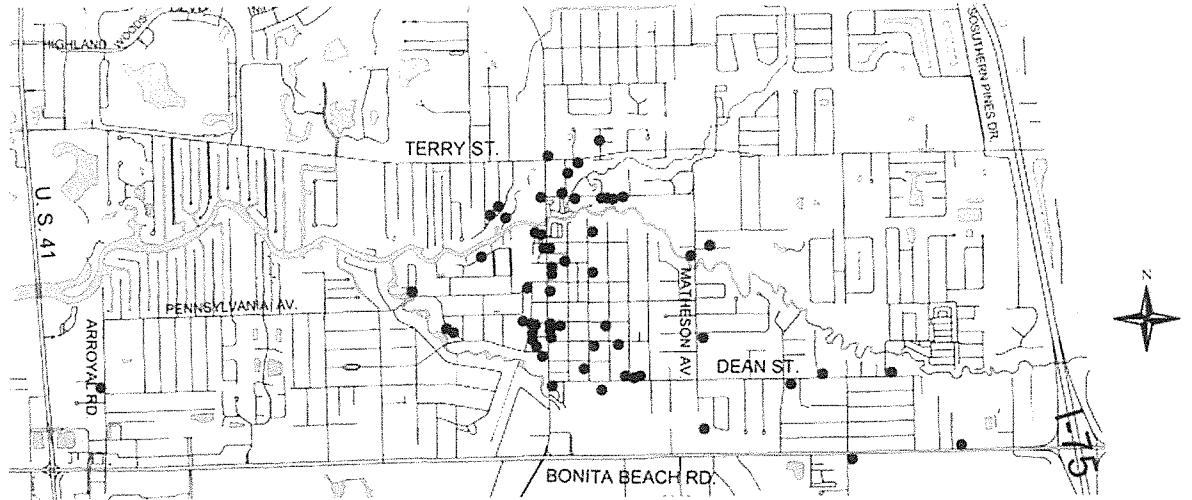 HIGHLAND WOODS
SOUTHERN PINES DR.
TERRY ST.
U. S. 41
N
PENNSYLVANIA AV.
MATHESON AV.
ARROYAL RD.
DEAN ST.
I-75
BONITA BEACH RD.